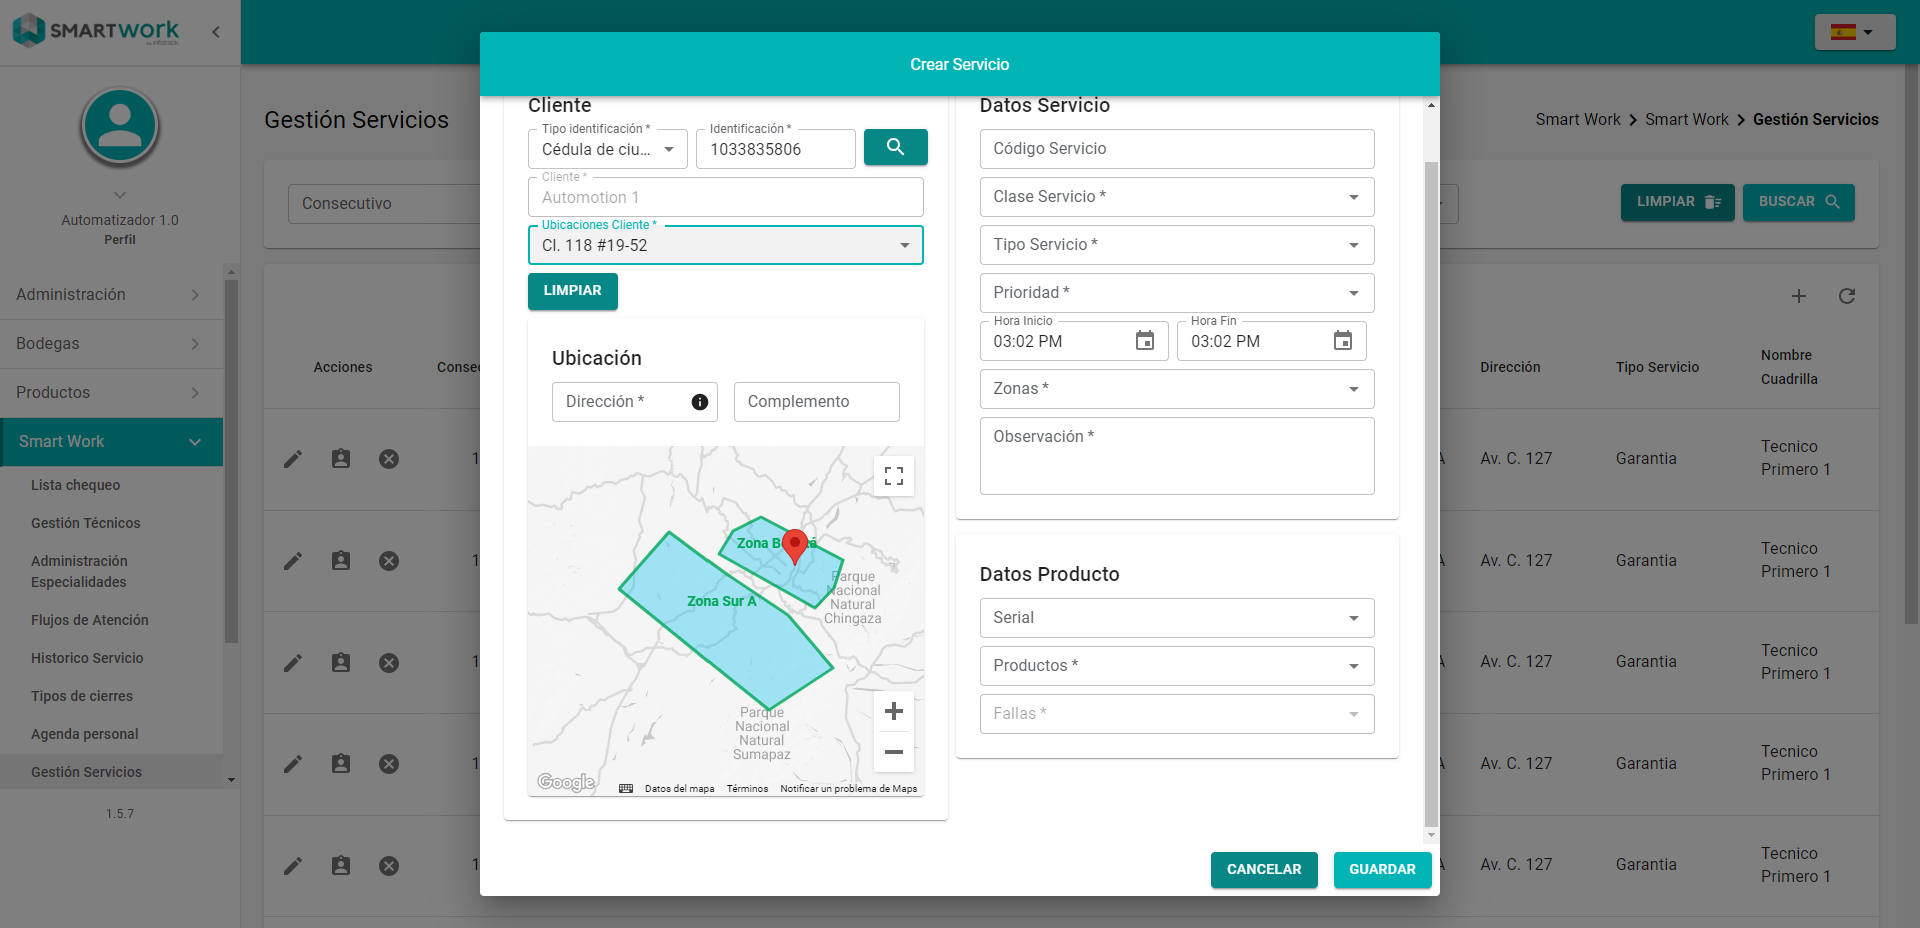 SMARTWORK
Automatizador 1.0
Perfil
Administración
Bodegas
Productos
Smart Work
Lista chequeo
Gestión Técnicos
Administración
Especialidades
Flujos de Atención
Historico Servicio
Tipos de cierres
Agenda personal
Gestión Servicios
1.5.7
Gestión Servicios
Smart Work > Smart Work > Gestión Servicios
Consecutivo
LIMPIAR
BUSCAR
Acciones
Dirección
Tipo Servicio
Nombre
Cuadrilla
Av. C. 127
Garantia
Tecnico
Primero 1
Tecnico
Primero 1
Av. C. 127
Garantia
Tecnico
Primero 1
Av. C. 127
Garantia
Tecnico
Primero 1
Av. C. 127
Garantia
Tecnico
Primero 1
Av. C. 127
Garantia
Crear Servicio
Cliente
Tipo identificación *
Cédula de ciu...
Identificación *
1033835806
Cliente *
Automotion 1
Ubicaciones Cliente *
Cl. 118 #19-52
LIMPIAR
Ubicación
Dirección *
Complemento
Zona Sur A
Parque
Nacional
Natural
Chingaza
Parque
Nacional
Natural
Sumapaz
Google
Datos del mapa
Términos
Notificar un problema de Maps
Datos Servicio
Código Servicio
Clase Servicio *
Tipo Servicio *
Prioridad *
Hora Inicio
03:02 PM
Hora Fin
03:02 PM
Zonas *
Observación *
Datos Producto
Serial
Productos *
Fallas *
CANCELAR
GUARDAR